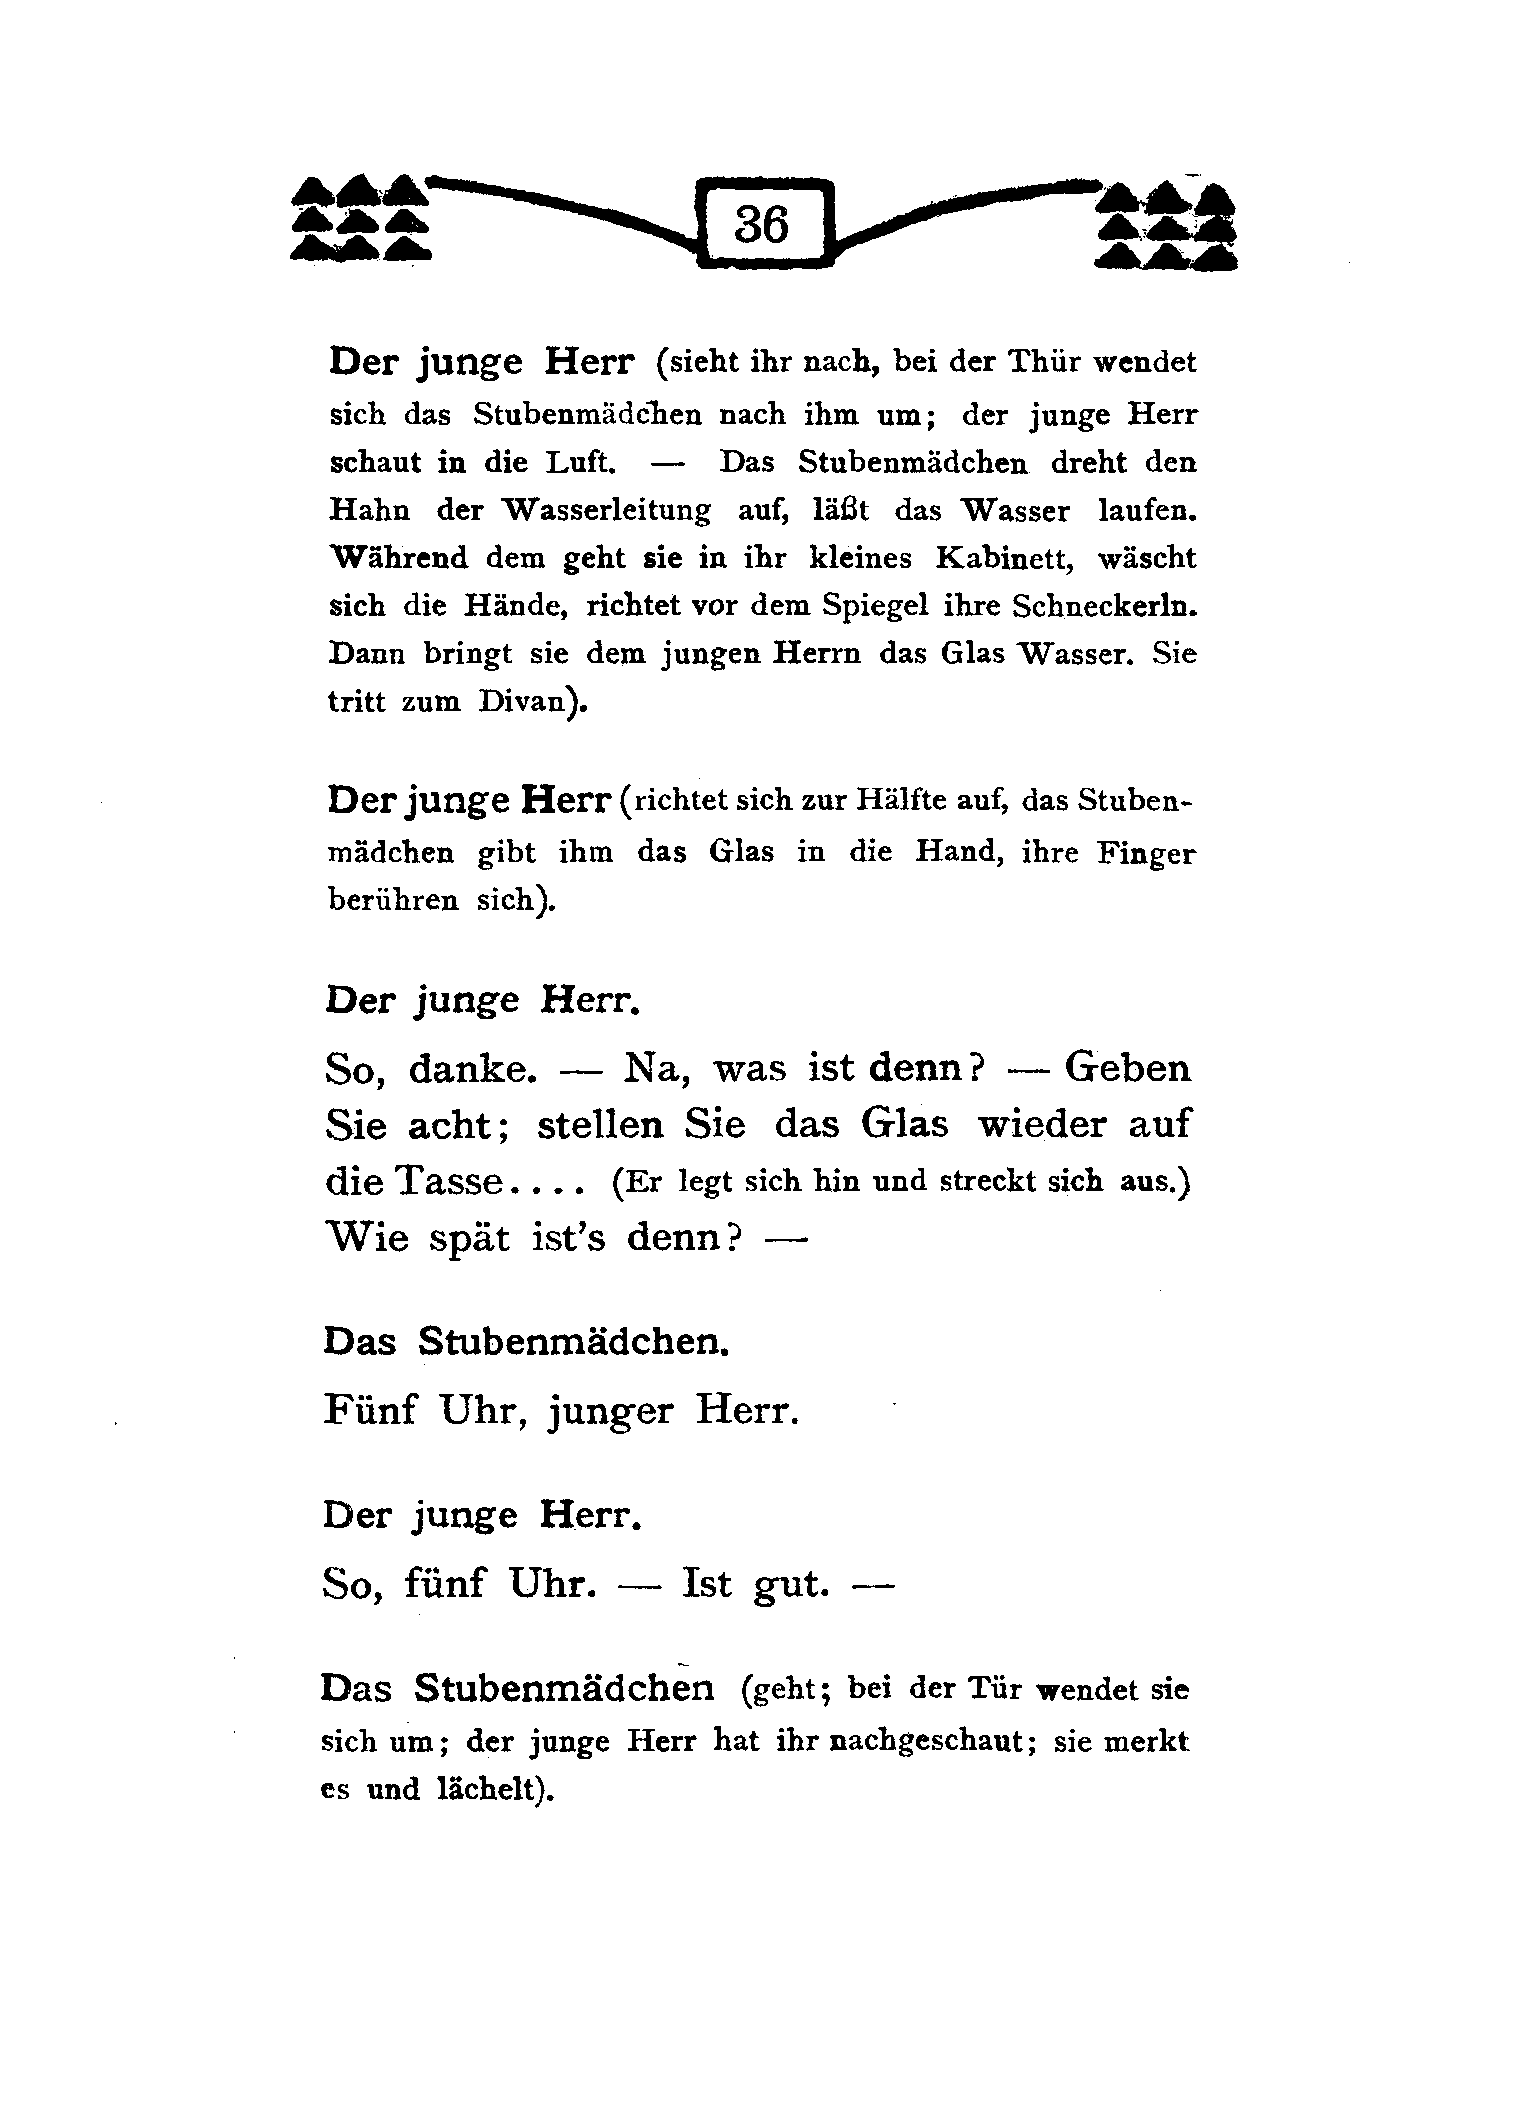 36
Der junge Herr (sieht ihr nach, bei der Thür wendet
sich das Stubenmädchen nach ihm um; der junge Herr
schaut in die Luft. — Das Stubenmädchen dreht den
Hahn der Wasserleitung auf, läßt das Wasser laufen.
Während dem geht sie in ihr kleines Kabinett, wäscht
sich die Hände, richtet vor dem Spiegel ihre Schneckerln.
Dann bringt sie dem jungen Herrn das Glas Wasser. Sie
tritt zum Divan).
Der junge Herr (richtet sich zur Hälfte auf, das Stuben-
mädchen gibt ihm das Glas in die Hand, ihre Finger
berühren sich).
Der junge Herr.
So, danke. — Na, was ist denn? — Geben
Sie acht; stellen Sie das Glas wieder auf
die Tasse.... (Er legt sich hin und streckt sich aus.)
Wie spät ist's denn? —
Das Stubenmädchen.
Fünf Uhr, junger Herr.
Der junge Herr.
So, fünf Uhr. — Ist gut. —
Das Stubenmädchen (geht; bei der Tür wendet sie
sich um; der junge Herr hat ihr nachgeschaut; sie merkt
es und lächelt).